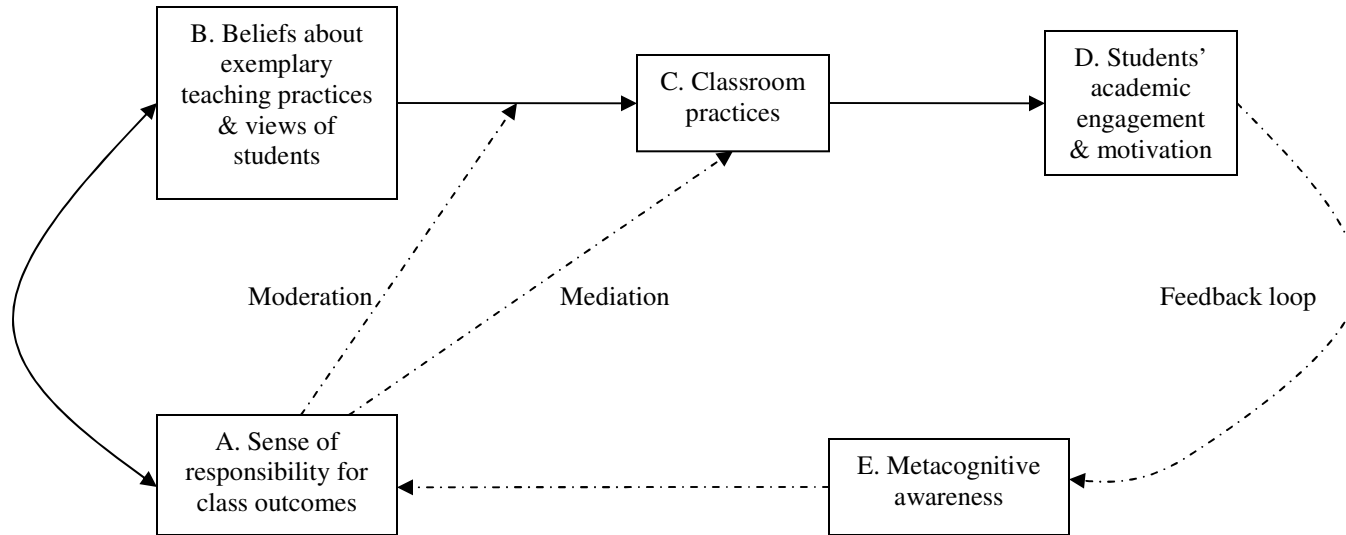 B. Beliefs about
exemplary
teaching practices
& views of
students
C. Classroom
practices
D. Students’
academic
engagement
& motivation
Moderation
Mediation
Feedback loop
A. Sense of
responsibility for
class outcomes
E. Metacognitive
awareness